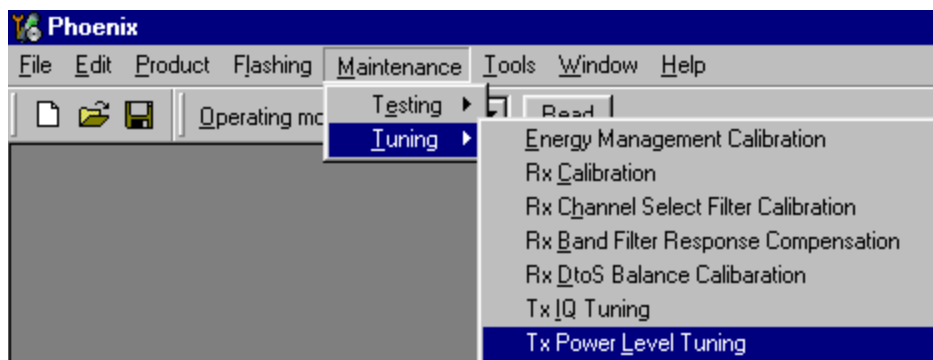 Phoenix
File Edit Product Flashing Maintenance Tools Window Help
Operating mo Testing Read
Tuning
Energy Management Calibration
Rx Calibration
Rx Channel Select Filter Calibration
Rx Band Filter Response Compensation
Rx DtoS Balance Calibaration
Tx IQ Tuning
Tx Power Level Tuning